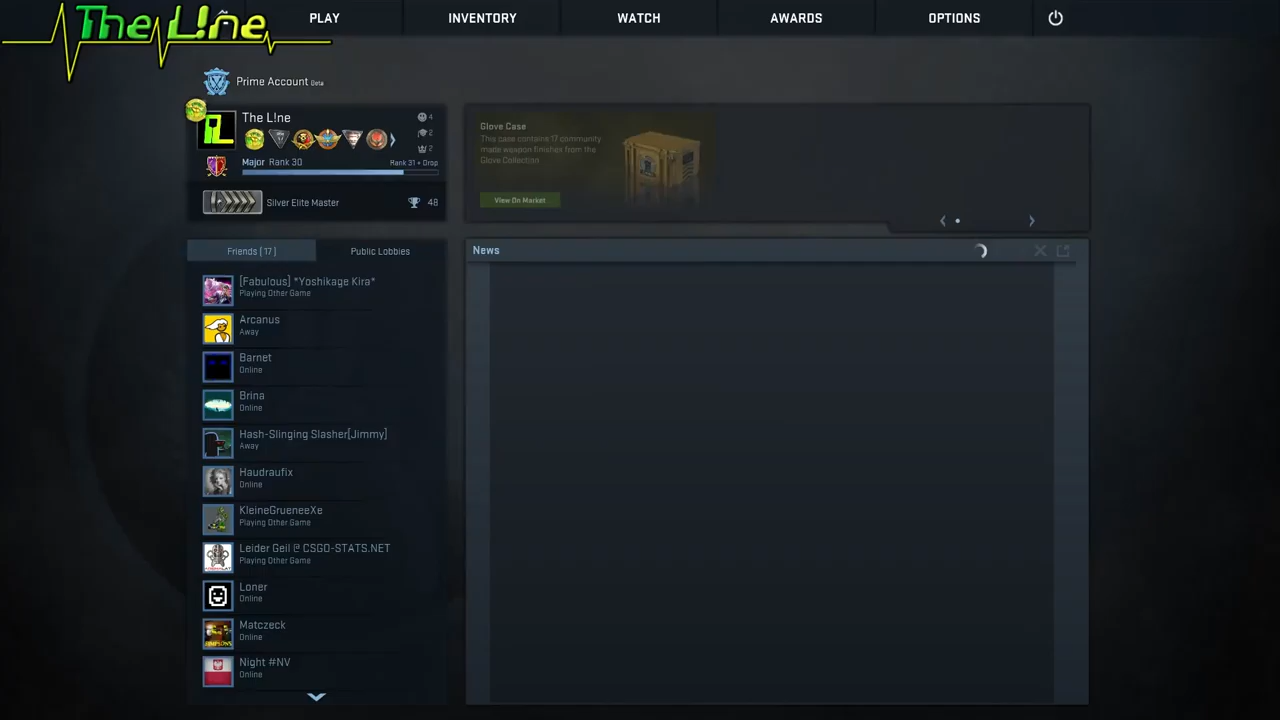 The L!ne
PLAY
INVENTORY
WATCH
AWARDS
OPTIONS
Prime Account Beta
The L!ne
4
2
2
Major Rank 30
Rank 31 + Drop
Silver Elite Master
48
Glove Case
This case contains 17 community
made weapon finishes from the
Glove Collection
View On Market
Friends [17]
Public Lobbies
News
[Fabulous] *Yoshikage Kira*
Playing Other Game
Arcanus
Away
Barnet
Online
Brina
Online
Hash-Slinging Slasher[Jimmy]
Away
Haudraufix
Online
KleineGrueneeXe
Playing Other Game
Leider Geil @ CSGO-STATS.NET
Playing Other Game
Loner
Online
Matczeck
Online
Night #NV
Online